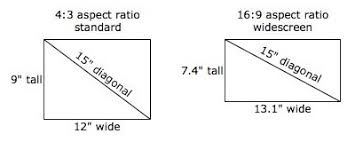 4:3 aspect ratio
standard
15" diagonal
9" tall
12" wide
16:9 aspect ratio
widescreen
15" diagonal
7.4" tall
13.1" wide